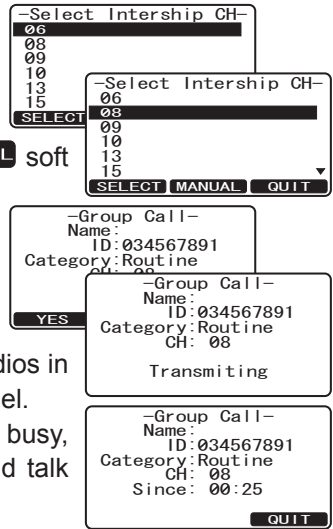 -Select Intership CH-
06
08
09
10
13
15
SELECT
-Select Intership CH-
06
08
09
10
13
15
SELECT MANUAL QUIT
L soft
-Group Call-
Name:
ID:034567891
Category:Routine
CH: 08
YES
-Group Call-
Name:
ID:034567891
Category:Routine
CH: 08
Transmiting
dios in
el.
busy,
d talk
-Group Call-
Name:
ID:034567891
Category:Routine
CH: 08
Since: 00:25
QUIT